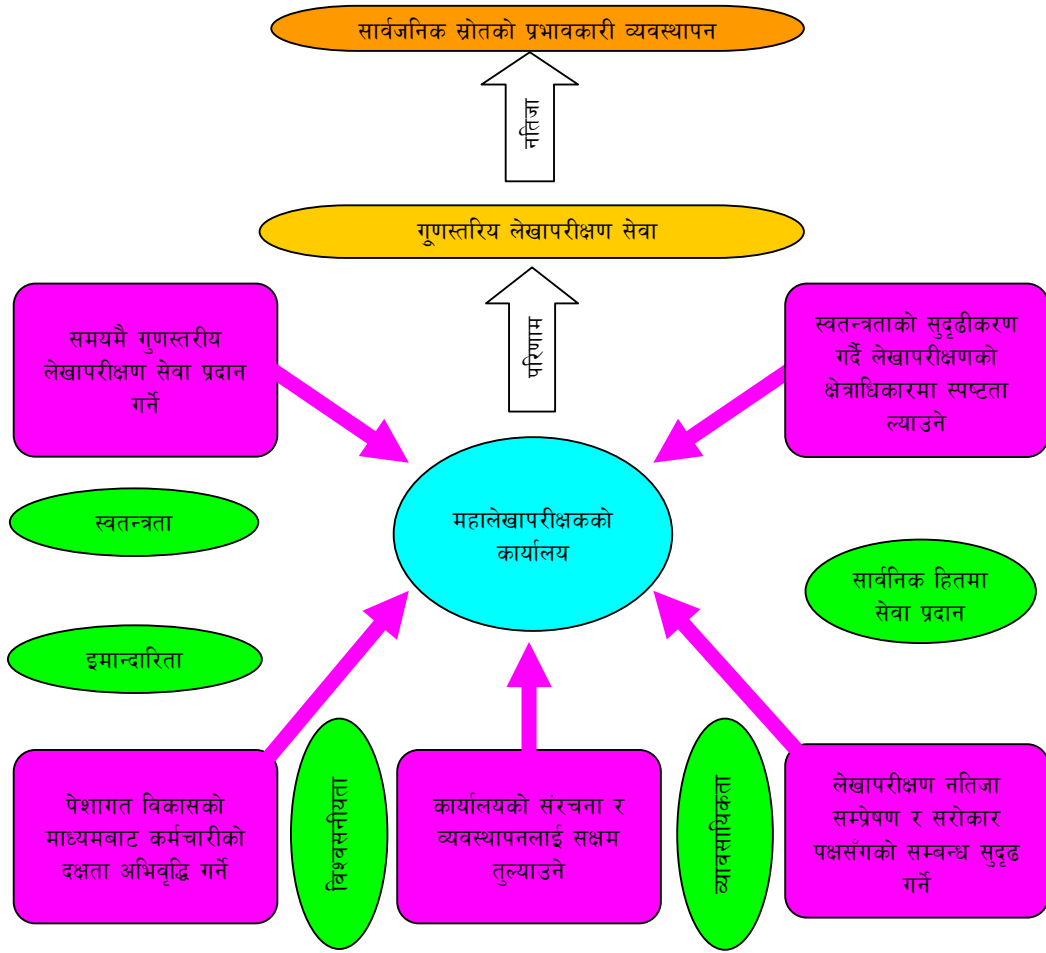 सार्वजनिक स्रोतको प्रभावकारी व्यवस्थापन
नतिजा
गूणस्तरिय लेखापरीक्षण सेवा
परिणाम
समयमै गुणस्तरीय
लेखापरीक्षण सेवा प्रदान
गर्ने
स्वतन्त्रताको सुदृढीकरण
गर्दै लेखापरीक्षणको
क्षेत्राधिकारमा स्पष्टता
ल्याउने
महालेखापरीक्षकको
कार्यालय
स्वतन्त्रता
सार्वनिक हितमा
सेवा प्रदान
इमान्दारिता
पेशागत विकासको
माध्यमबाट कर्मचारीको
दक्षता अभिवृद्धि गर्ने
विश्वसनीयता
कार्यालयको संरचना र
व्यवस्थापनलाई सक्षम
तुल्याउने
व्यावसायिकता
लेखापरीक्षण नतिजा
सम्प्रेषण र सरोकार
पक्षसँगको सम्बन्ध सुदृढ
गर्ने